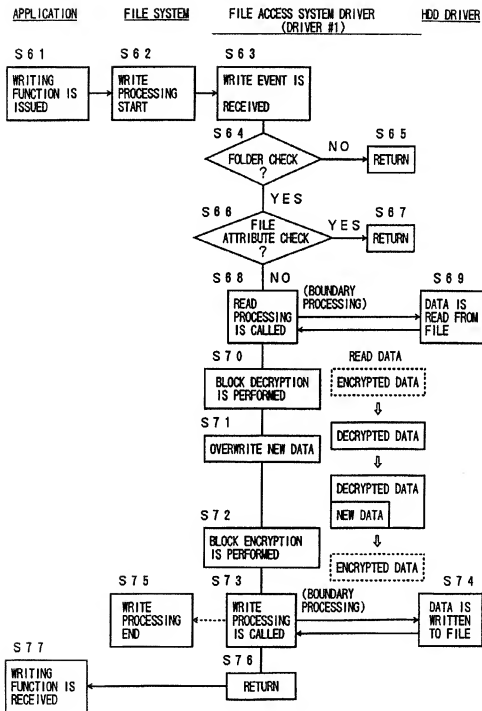 APPLICATION
FILE SYSTEM
FILE ACCESS SYSTEM DRIVER
(DRIVER #1)
HDD DRIVER
S61
WRITING
FUNCTION IS
ISSUED
S62
WRITE
PROCESSING
START
S63
WRITE EVENT IS
RECEIVED
S64
FOLDER CHECK
?
NO
S65
RETURN
YES
S66
FILE
ATTRIBUTE CHECK
?
YES
S67
RETURN
NO
S68
READ
PROCESSING
IS CALLED
(BOUNDARY
PROCESSING)
S69
DATA IS
READ FROM
FILE
S70
BLOCK DECRYPTION
IS PERFORMED
READ DATA
ENCRYPTED DATA
S71
OVERWRITE NEW DATA
DECRYPTED DATA
DECRYPTED DATA
NEW DATA
S72
BLOCK ENCRYPTION
IS PERFORMED
ENCRYPTED DATA
S75
WRITE
PROCESSING
END
S73
WRITE
PROCESSING
IS CALLED
(BOUNDARY
PROCESSING)
S74
DATA IS
WRITTEN
TO FILE
S76
RETURN
S77
WRITING
FUNCTION IS
RECEIVED